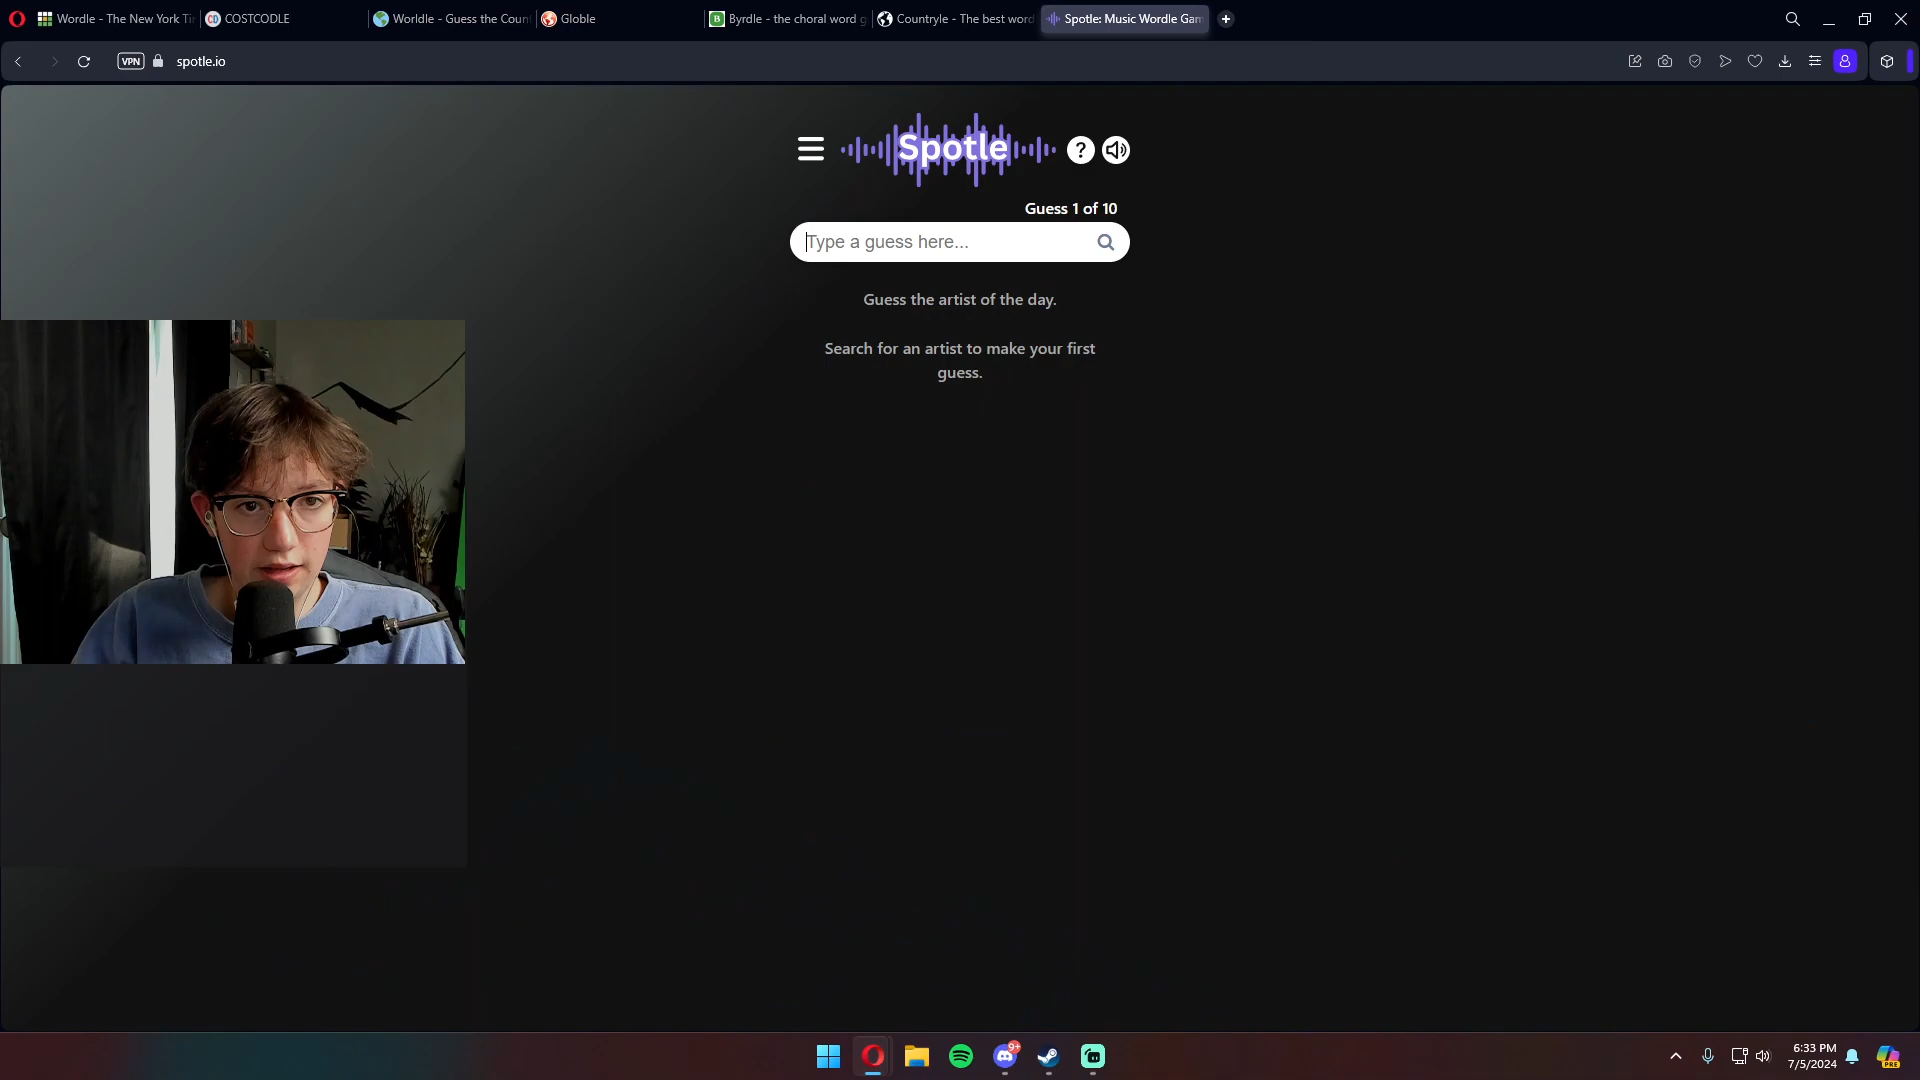 Wordle - The New York Ti
COSTCODLE
Worldle - Guess the Coun
Globle
Byrdle - the choral word g
Countryle - The best word
Spotle: Music Wordle Gam
VPN
spotle.io
Spotle
?
Guess 1 of 10
Type a guess here...
Guess the artist of the day.
Search for an artist to make your first
guess.
9+
6:33 PM
7/5/2024
PRE